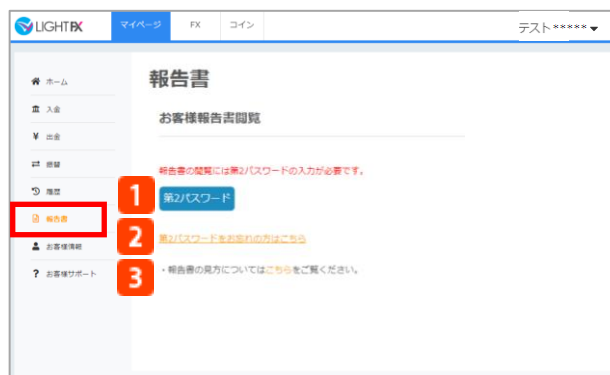 LIGHT FX
マイページ
FX
コイン
テスト*****
ホーム
入金
出金
振替
履歴
報告書
お客様情報
お客様サポート
報告書
お客様報告書閲覧
報告書の閲覧には第2パスワードの入力が必要です。
1
第2パスワード
2
第2パスワードをお忘れの方はこちら
3
・報告書の見方についてはこちらをご覧ください。